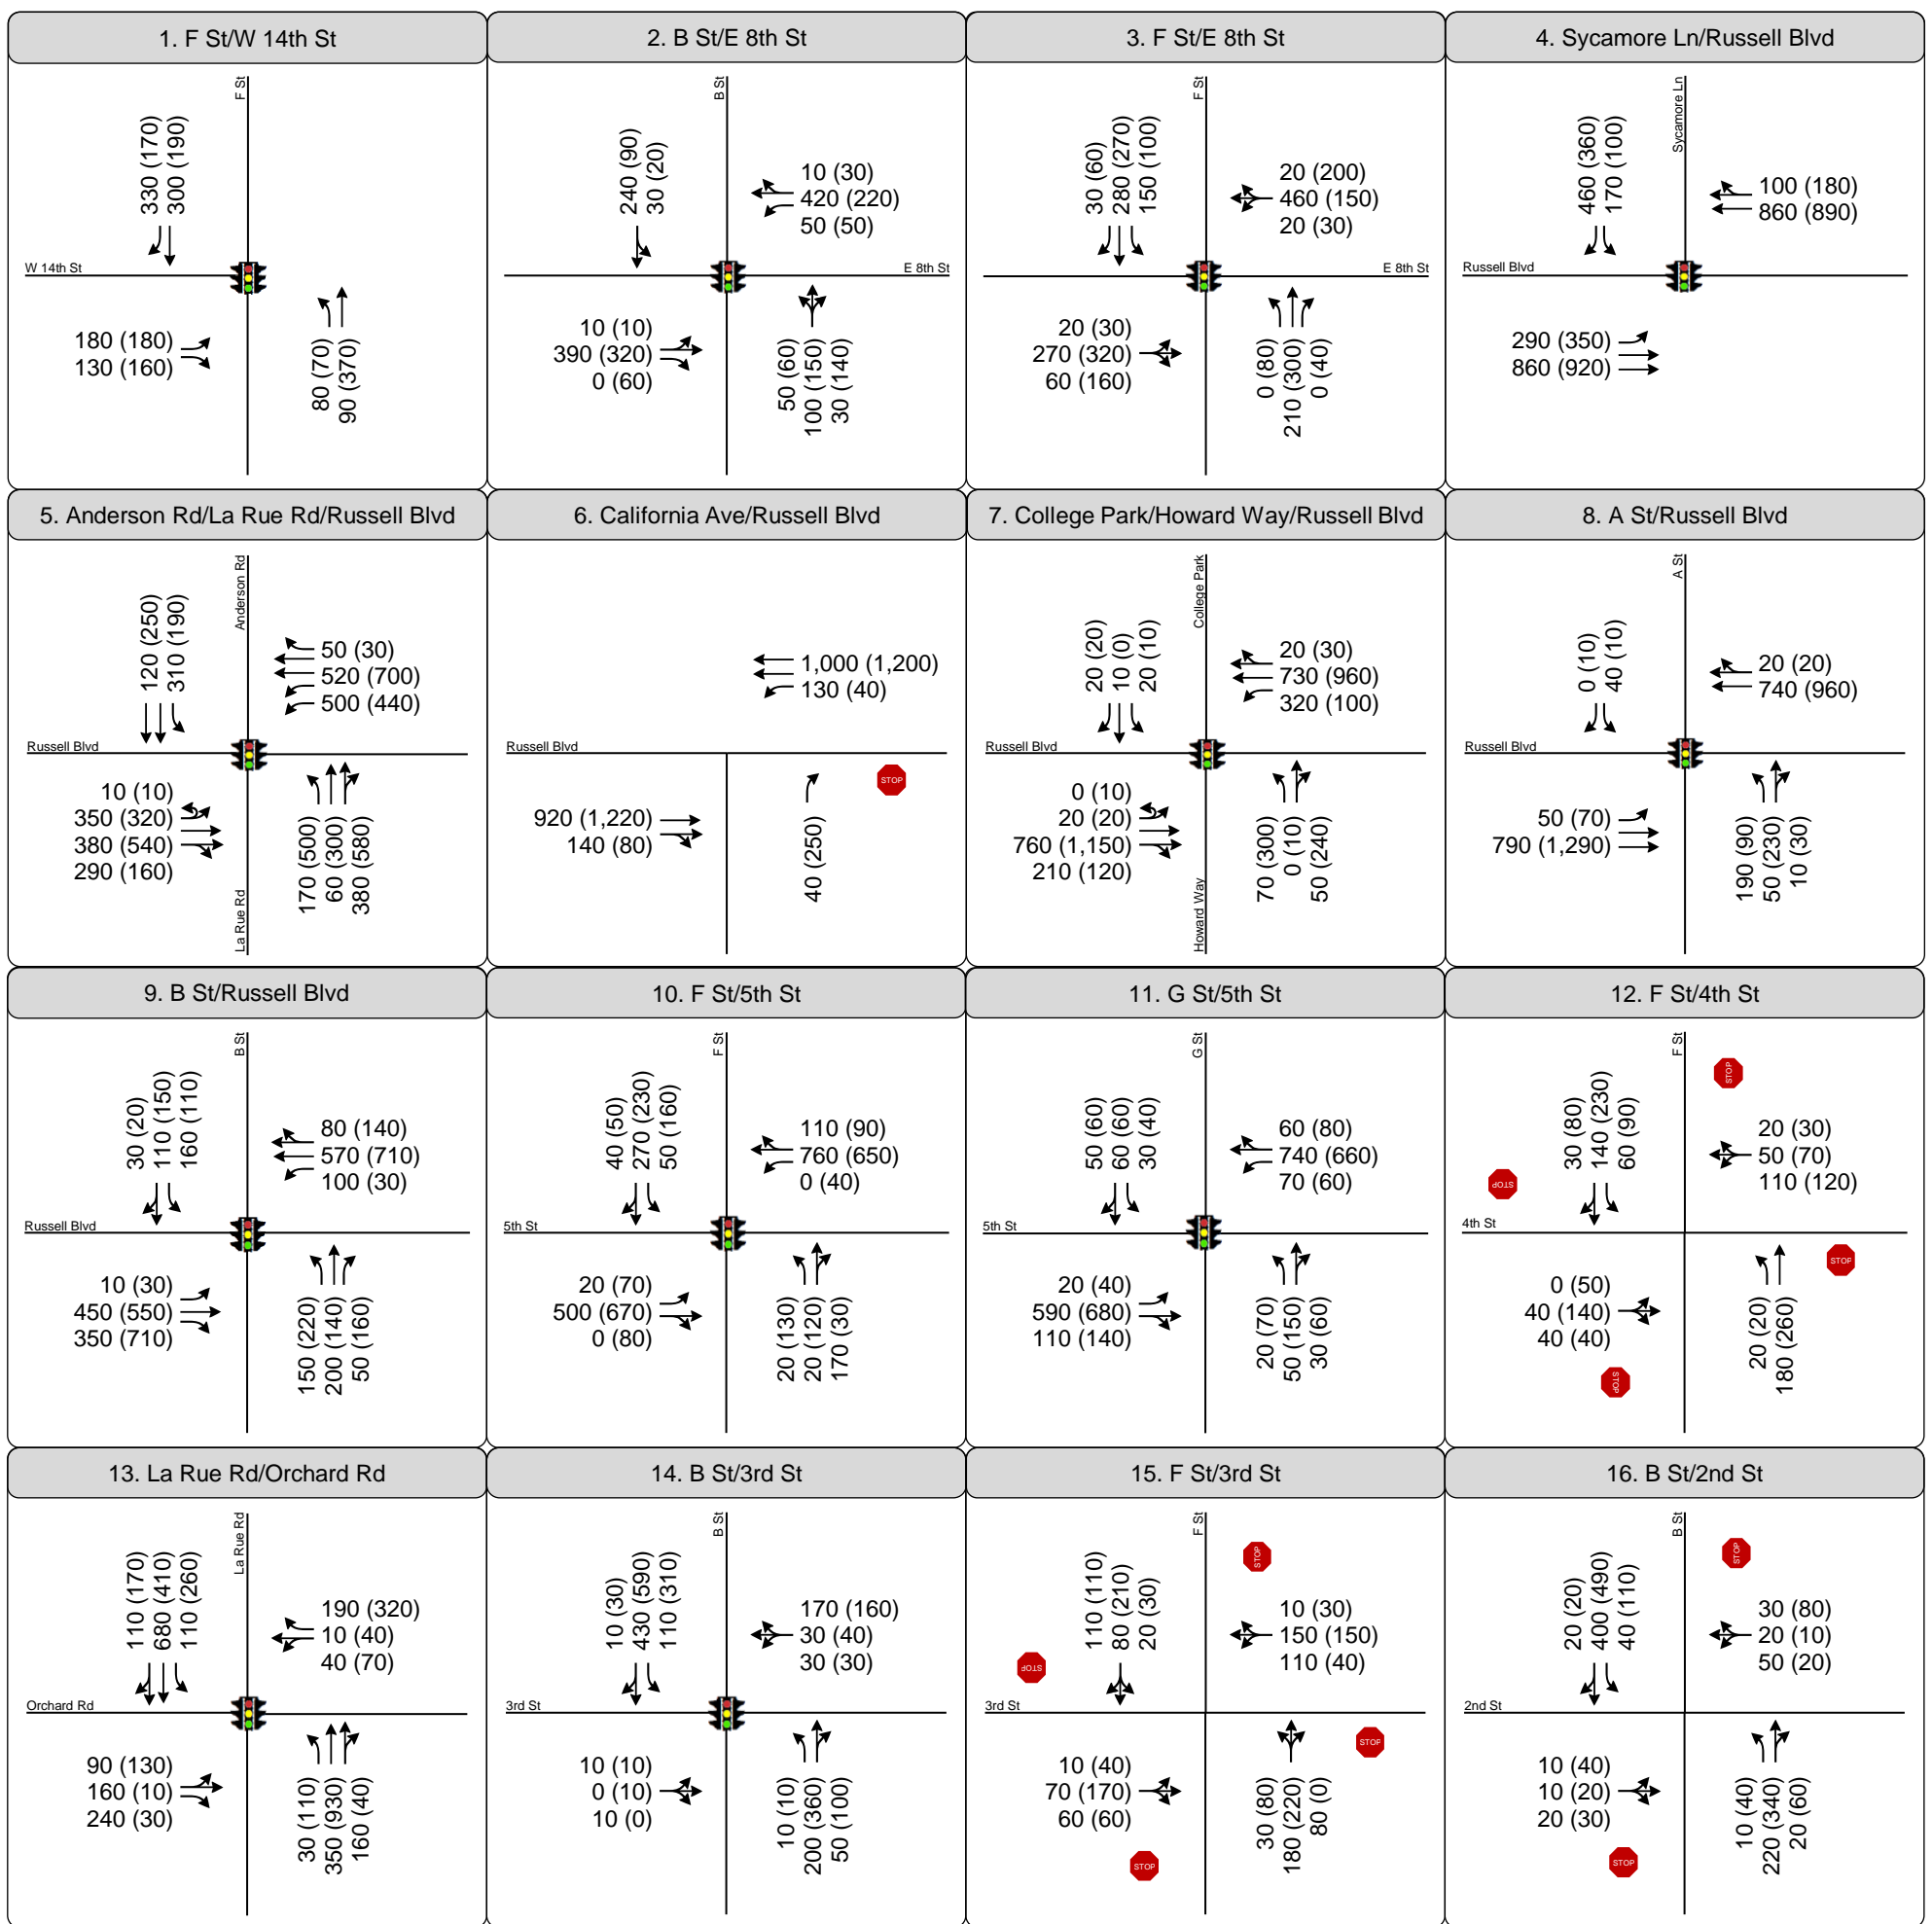 1. F St/W 14th St
F St
330 (170)
300 (190)
W 14th St
180 (180)
130 (160)
80 (70)
90 (370)
2. B St/E 8th St
B St
240 (90)
30 (20)
10 (30)
420 (220)
50 (50)
E 8th St
10 (10)
390 (320)
0 (60)
50 (60)
100 (150)
30 (140)
3. F St/E 8th St
F St
30 (60)
280 (270)
150 (100)
20 (200)
460 (150)
20 (30)
E 8th St
20 (30)
270 (320)
60 (160)
0 (80)
210 (300)
0 (40)
4. Sycamore Ln/Russell Blvd
Sycamore Ln
460 (360)
170 (100)
100 (180)
860 (890)
Russell Blvd
290 (350)
860 (920)
5. Anderson Rd/La Rue Rd/Russell Blvd
Anderson Rd
120 (250)
310 (190)
50 (30)
520 (700)
500 (440)
Russell Blvd
10 (10)
350 (320)
380 (540)
290 (160)
La Rue Rd
170 (500)
60 (300)
380 (580)
6. California Ave/Russell Blvd
1,000 (1,200)
130 (40)
Russell Blvd
STOP
920 (1,220)
140 (80)
40 (250)
7. College Park/Howard Way/Russell Blvd
College Park
20 (20)
10 (0)
20 (10)
20 (30)
730 (960)
320 (100)
Russell Blvd
0 (10)
20 (20)
760 (1,150)
210 (120)
Howard Way
70 (300)
0 (10)
50 (240)
8. A St/Russell Blvd
A St
0 (10)
40 (10)
20 (20)
740 (960)
Russell Blvd
50 (70)
790 (1,290)
190 (90)
50 (230)
10 (30)
9. B St/Russell Blvd
B St
30 (20)
110 (150)
160 (110)
80 (140)
570 (710)
100 (30)
Russell Blvd
10 (30)
450 (550)
350 (710)
150 (220)
200 (140)
50 (160)
10. F St/5th St
F St
40 (50)
270 (230)
50 (160)
110 (90)
760 (650)
0 (40)
5th St
20 (70)
500 (670)
0 (80)
20 (130)
20 (120)
170 (30)
11. G St/5th St
G St
50 (60)
60 (60)
30 (40)
60 (80)
740 (660)
70 (60)
5th St
20 (40)
590 (680)
110 (140)
20 (70)
50 (150)
30 (60)
12. F St/4th St
F St
STOP
30 (80)
140 (230)
60 (90)
20 (30)
50 (70)
110 (120)
STOP
4th St
STOP
0 (50)
40 (140)
40 (40)
20 (20)
180 (260)
STOP
13. La Rue Rd/Orchard Rd
La Rue Rd
110 (170)
680 (410)
110 (260)
190 (320)
10 (40)
40 (70)
Orchard Rd
90 (130)
160 (10)
240 (30)
30 (110)
350 (930)
160 (40)
14. B St/3rd St
B St
10 (30)
430 (590)
110 (310)
170 (160)
30 (40)
30 (30)
3rd St
10 (10)
0 (10)
10 (0)
10 (10)
200 (360)
50 (100)
15. F St/3rd St
F St
STOP
110 (110)
80 (210)
20 (30)
10 (30)
150 (150)
110 (40)
STOP
3rd St
STOP
10 (40)
70 (170)
60 (60)
30 (80)
180 (220)
80 (0)
STOP
16. B St/2nd St
B St
STOP
20 (20)
400 (490)
40 (110)
30 (80)
20 (10)
50 (20)
2nd St
10 (40)
10 (20)
20 (30)
10 (40)
220 (340)
20 (60)
STOP